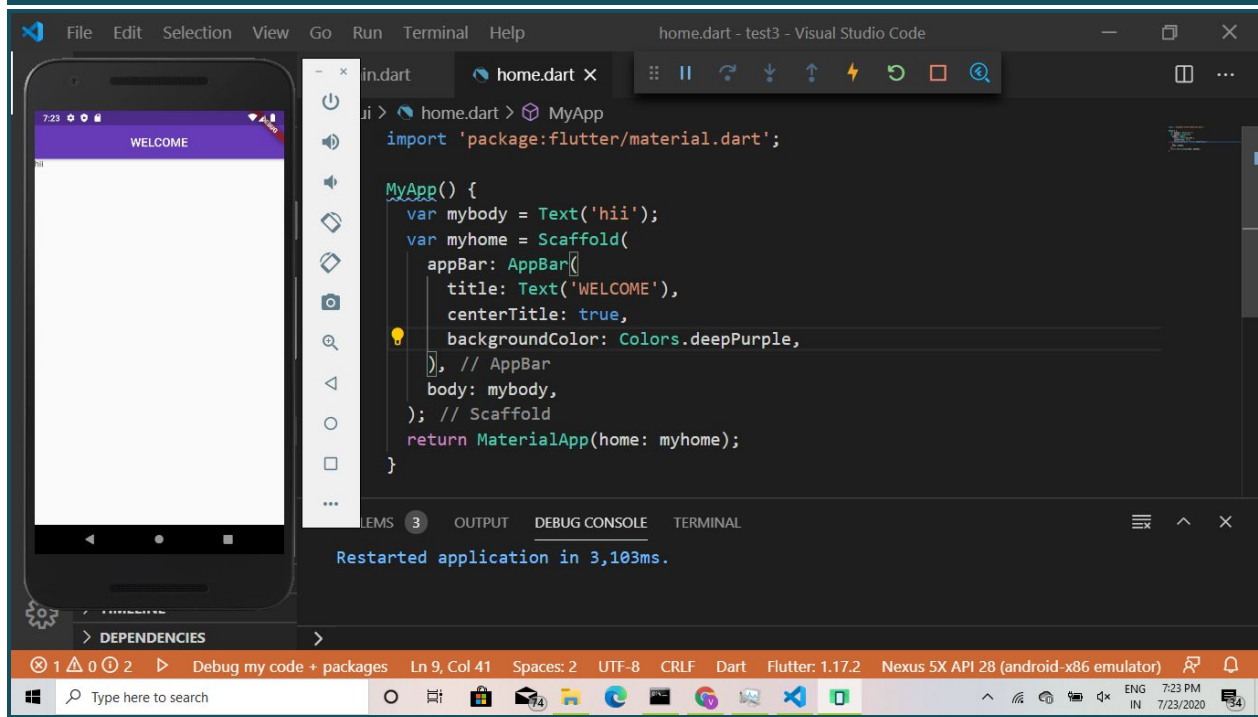 File Edit Selection View Go Run Terminal Help home.dart - test3 - Visual Studio Code
in.dart home.dart
ui > home.dart > MyApp
7:23
WELCOME
hii
import 'package:flutter/material.dart';
MyApp() {
var mybody = Text('hii');
var myhome = Scaffold(
appBar: AppBar(
title: Text('WELCOME'),
centerTitle: true,
backgroundColor: Colors.deepPurple,
), // AppBar
body: mybody,
); // Scaffold
return MaterialApp(home: myhome);
}
LEMS 3 OUTPUT DEBUG CONSOLE TERMINAL
Restarted application in 3,103ms.
> DEPENDENCIES
>
1 0 2 Debug my code + packages Ln 9, Col 41 Spaces: 2 UTF-8 CRLF Dart Flutter: 1.17.2 Nexus 5X API 28 (android-x86 emulator)
Type here to search 74 ENG 7:23 PM
IN 7/23/2020 34